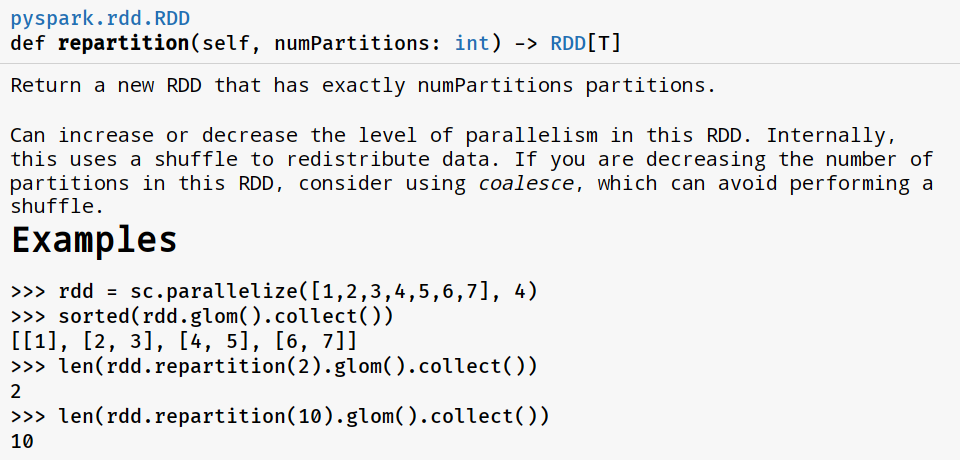 pyspark.rdd.RDD
def repartition(self, numPartitions: int) -> RDD[T]
Return a new RDD that has exactly numPartitions partitions.
Can increase or decrease the level of parallelism in this RDD. Internally,
this uses a shuffle to redistribute data. If you are decreasing the number of
partitions in this RDD, consider using coalesce, which can avoid performing a
shuffle.
Examples
>>> rdd = sc.parallelize([1,2,3,4,5,6,7], 4)
>>> sorted(rdd.glom().collect())
[[1], [2, 3], [4, 5], [6, 7]]
>>> len(rdd.repartition(2).glom().collect())
2
>>> len(rdd.repartition(10).glom().collect())
10